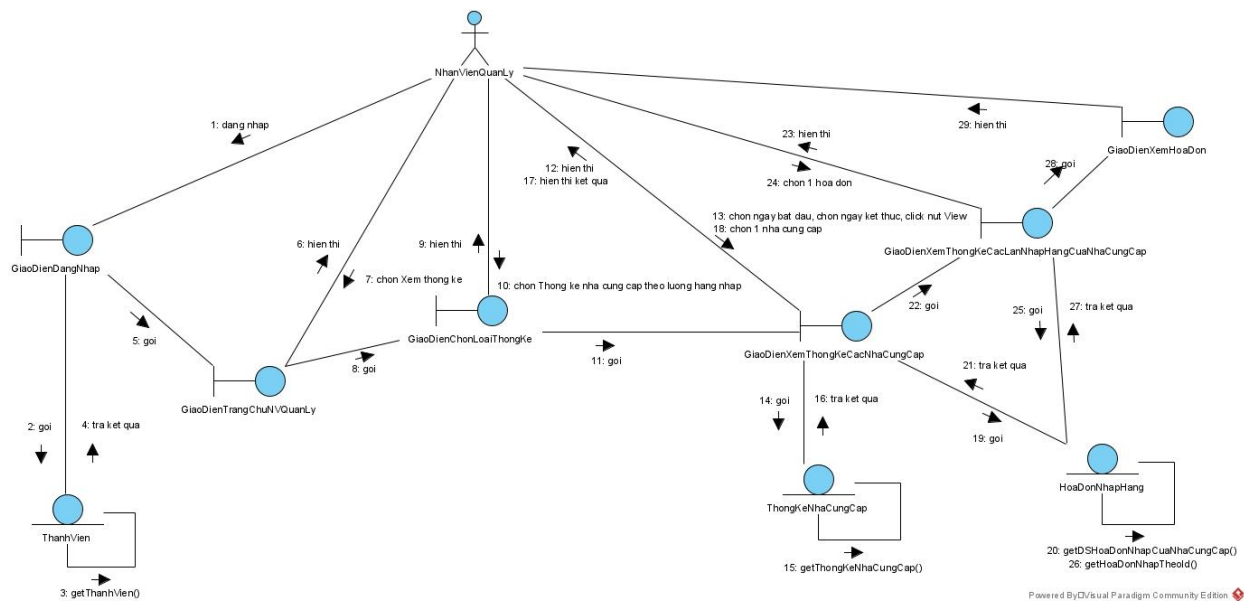 NhanVienQuanLy
1: dang nhap
23: hien thi
29: hien thi
GiaoDienXemHoaDon
12: hien thi
17: hien thi ket qua
24: chon 1 hoa don
28: goi
13: chon ngay bat dau, chon ngay ket thuc, click nut View
18: chon 1 nha cung cap
6: hien thi
9: hien thi
GiaoDienXemThongKeCacLanNhapHangCuaNhaCungCap
GiaoDienDangNhap
7: chon Xem thong ke
10: chon Thong ke nha cung cap theo luong hang nhap
22: goi
25: goi
27: tra ket qua
5: goi
GiaoDienChonLoaiThongKe
8: goi
11: goi
GiaoDienXemThongKeCacNhaCungCap
21: tra ket qua
GiaoDienTrangChuNVQuanLy
14: goi
16: tra ket qua
19: goi
2: goi
4: tra ket qua
HoaDonNhapHang
ThongKeNhaCungCap
ThanhVien
20: getDSHoaDonNhapCuaNhaCungCap()
26: getHoaDonNhapTheoId()
15: getThongKeNhaCungCap()
3: getThanhVien()
Powered By Visual Paradigm Community Edition